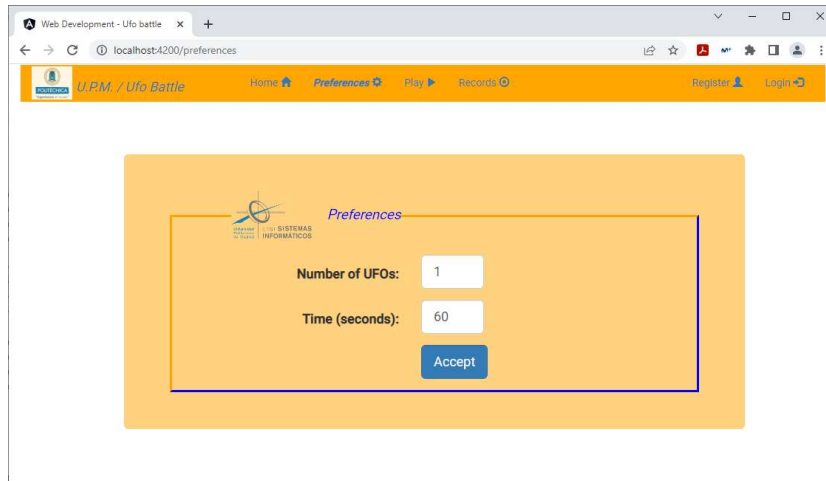 Web Development - Ufo battle
localhost:4200/preferences
POLITÉCNICA
U.P.M. / Ufo Battle
Home
Preferences
Play
Records
Register
Login
Preferences
SISTEMAS
INFORMÁTICOS
Number of UFOs:
1
Time (seconds):
60
Accept